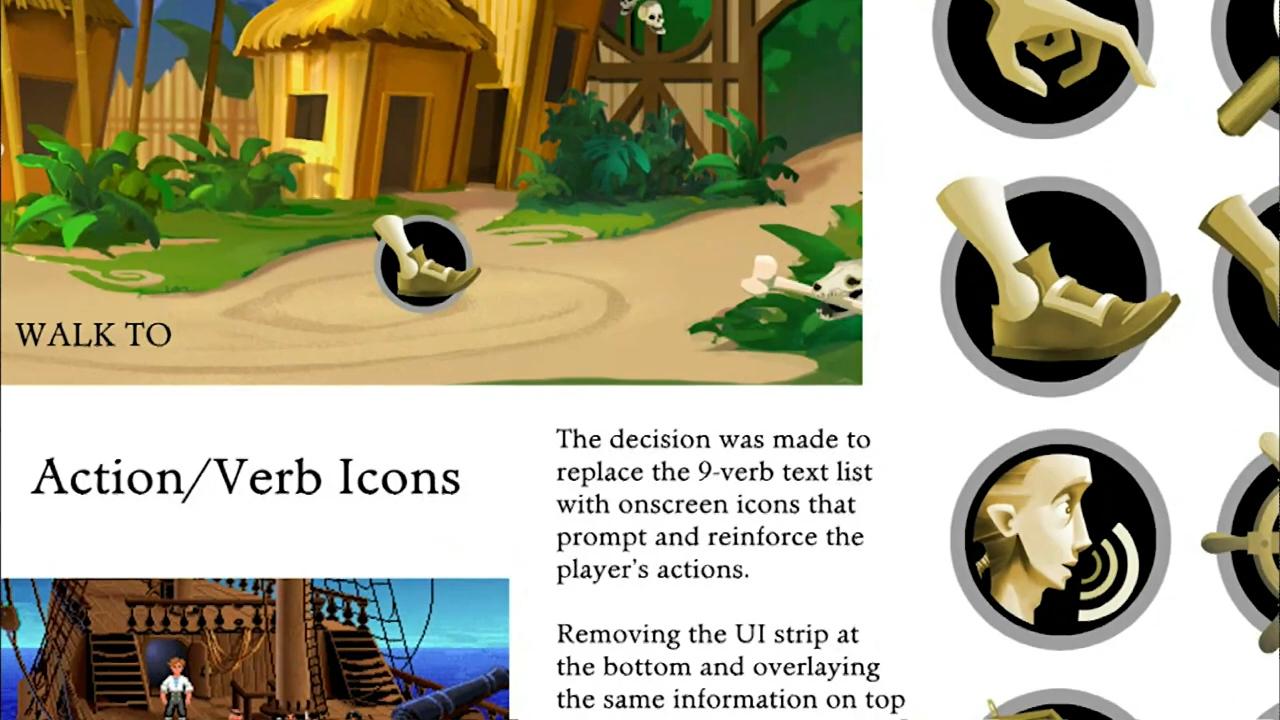 WALK TO
Action/Verb Icons
The decision was made to
replace the 9-verb text list
with onscreen icons that
prompt and reinforce the
player's actions.
Removing the UI strip at
the bottom and overlaying
the same information on top